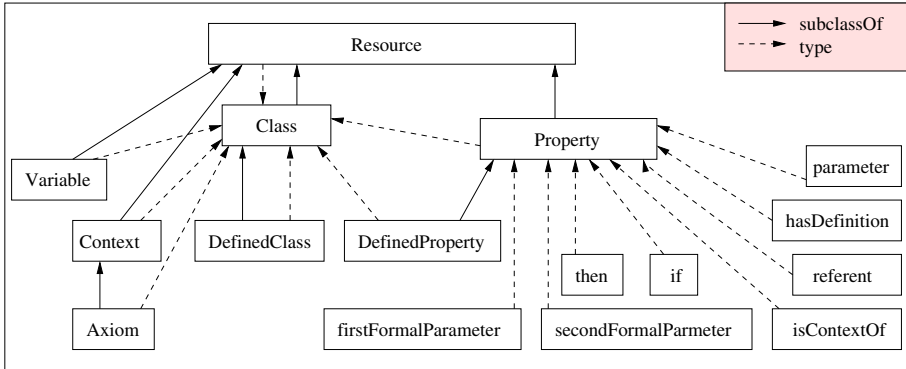 subclassOf
type
Resource
Class
Property
Variable
parameter
Context
DefinedClass
DefinedProperty
hasDefinition
then
if
referent
Axiom
firstFormalParameter
secondFormalParmeter
isContextOf